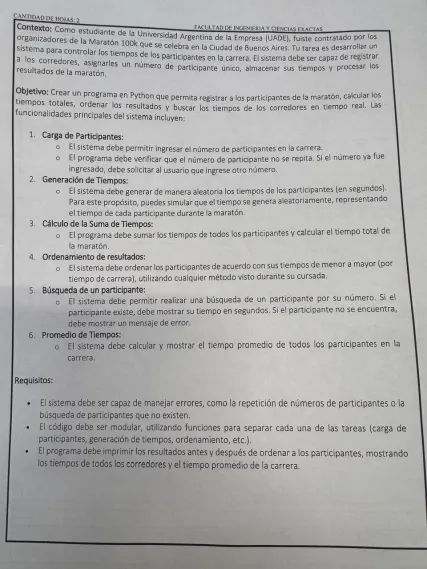 CANTIDAD DE HOJAS: 2
FACULTAD DE INGENIERIA Y CIENCIAS EXACTAS
Contexto: Como estudiante de la Universidad Argentina de la Empresa (UADE), fuiste contratado por los
organizadores de la Maratón 100k que se celebra en la Ciudad de Buenos Aires. Tu tarea es desarrollar un
sistema para controlar los tiempos de los participantes en la carrera. El sistema debe ser capaz de registrar
a los corredores, asignarles un número de participante único, almacenar sus tiempos y procesar los
resultados de la maratón.
Objetivo: Crear un programa en Python que permita registrar a los participantes de la maratón, calcular los
tiempos totales, ordenar los resultados y buscar los tiempos de los corredores en tiempo real. Las
funcionalidades principales del sistema incluyen:
1. Carga de Participantes:
o El sistema debe permitir ingresar el número de participantes en la carrera.
o El programa debe verificar que el número de participante no se repita. Si el número ya fue
ingresado, debe solicitar al usuario que ingrese otro número.
2. Generación de Tiempos:
o El sistema debe generar de manera aleatoria los tiempos de los participantes (en segundos).
Para este propósito, puedes simular que el tiempo se genera aleatoriamente, representando
el tiempo de cada participante durante la maratón.
3. Cálculo de la Suma de Tiempos:
o El programa debe sumar los tiempos de todos los participantes y calcular el tiempo total de
la maratón.
4. Ordenamiento de resultados:
o El sistema debe ordenar los participantes de acuerdo con sus tiempos de menor a mayor (por
tiempo de carrera), utilizando cualquier método visto durante su cursada.
5. Búsqueda de un participante:
o El sistema debe permitir realizar una búsqueda de un participante por su número. Si el
participante existe, debe mostrar su tiempo en segundos. Si el participante no se encuentra,
debe mostrar un mensaje de error.
6. Promedio de Tiempos:
o El sistema debe calcular y mostrar el tiempo promedio de todos los participantes en la
carrera.
Requisitos:
• El sistema debe ser capaz de manejar errores, como la repetición de números de participantes o la
búsqueda de participantes que no existen.
• El código debe ser modular, utilizando funciones para separar cada una de las tareas (carga de
participantes, generación de tiempos, ordenamiento, etc.).
• El programa debe imprimir los resultados antes y después de ordenar a los participantes, mostrando
los tiempos de todos los corredores y el tiempo promedio de la carrera.